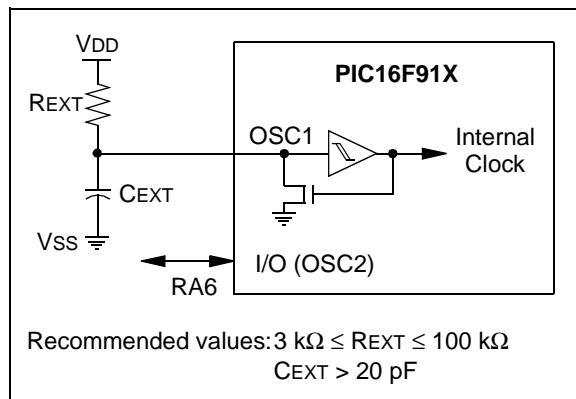 VDD
PIC16F91X
REXT
OSC1
Internal
Clock
CEXT
VSS
I/O (OSC2)
RA6
Recommended values: 3 kΩ ≤ REXT ≤ 100 kΩ
CEXT > 20 pF